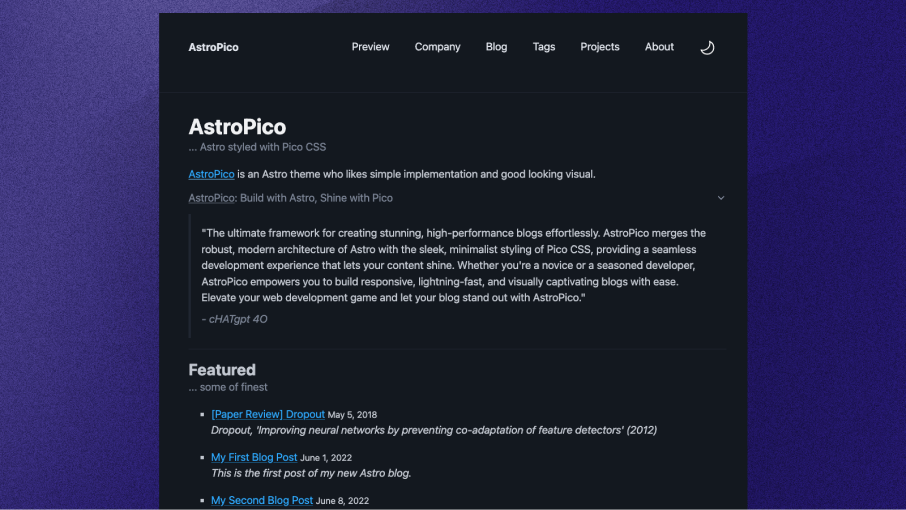 AstroPico Preview Company Blog Tags Projects About
AstroPico
... Astro styled with Pico CSS
AstroPico is an Astro theme who likes simple implementation and good looking visual.
AstroPico: Build with Astro, Shine with Pico
"The ultimate framework for creating stunning, high-performance blogs effortlessly. AstroPico merges the
robust, modern architecture of Astro with the sleek, minimalist styling of Pico CSS, providing a seamless
development experience that lets your content shine. Whether you're a novice or a seasoned developer,
AstroPico empowers you to build responsive, lightning-fast, and visually captivating blogs with ease.
Elevate your web development game and let your blog stand out with AstroPico."
- cHATgpt 4O
Featured
... some of finest
[Paper Review] Dropout May 5, 2018
Dropout, 'Improving neural networks by preventing co-adaptation of feature detectors' (2012)
My First Blog Post June 1, 2022
This is the first post of my new Astro blog.
My Second Blog Post June 8, 2022